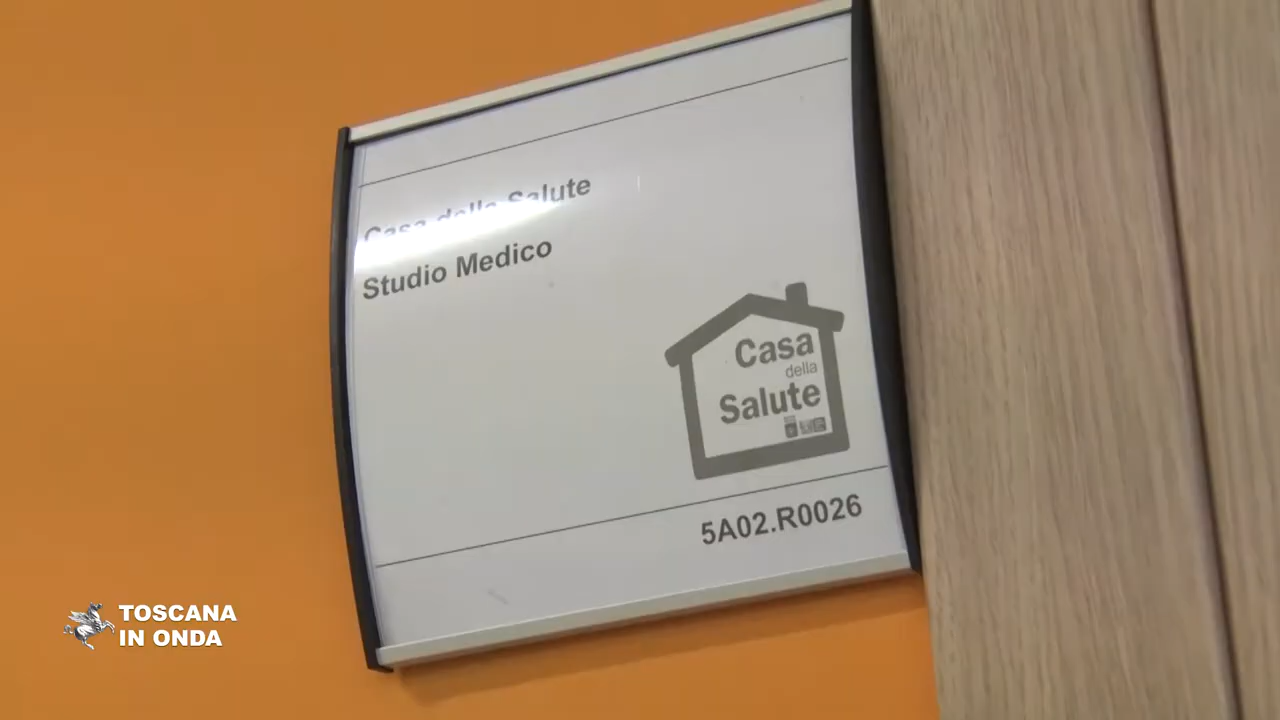 Casa della Salute
Studio Medico
Casa
della
Salute
5A02.R0026
TOSCANA
IN ONDA